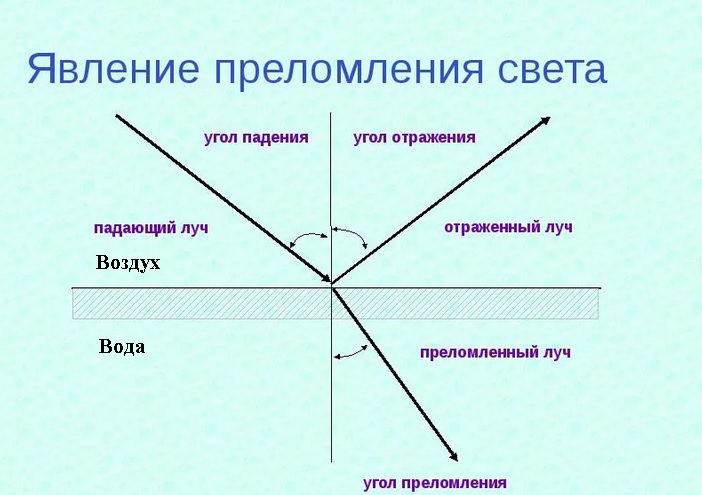 Явление преломления света
угол падения
угол отражения
падающий луч
отраженный луч
Воздух
Вода
преломленный луч
угол преломления